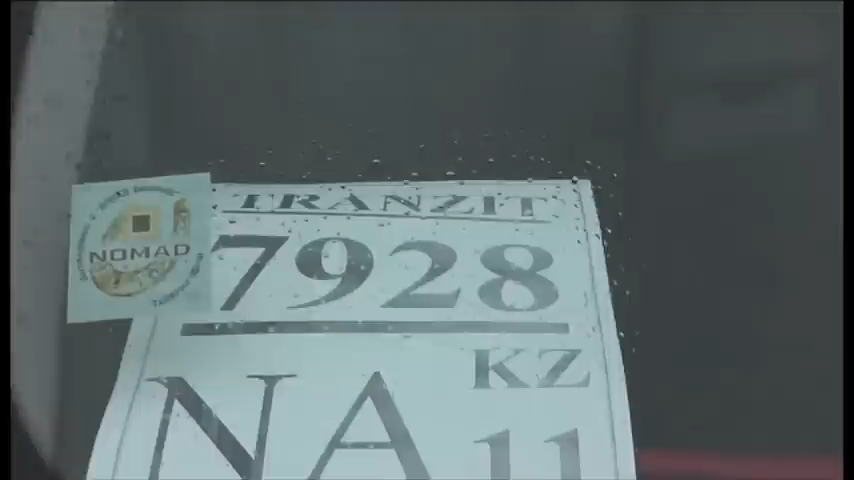 TRANZIT
NOMAD
7928
KZ
NA
11